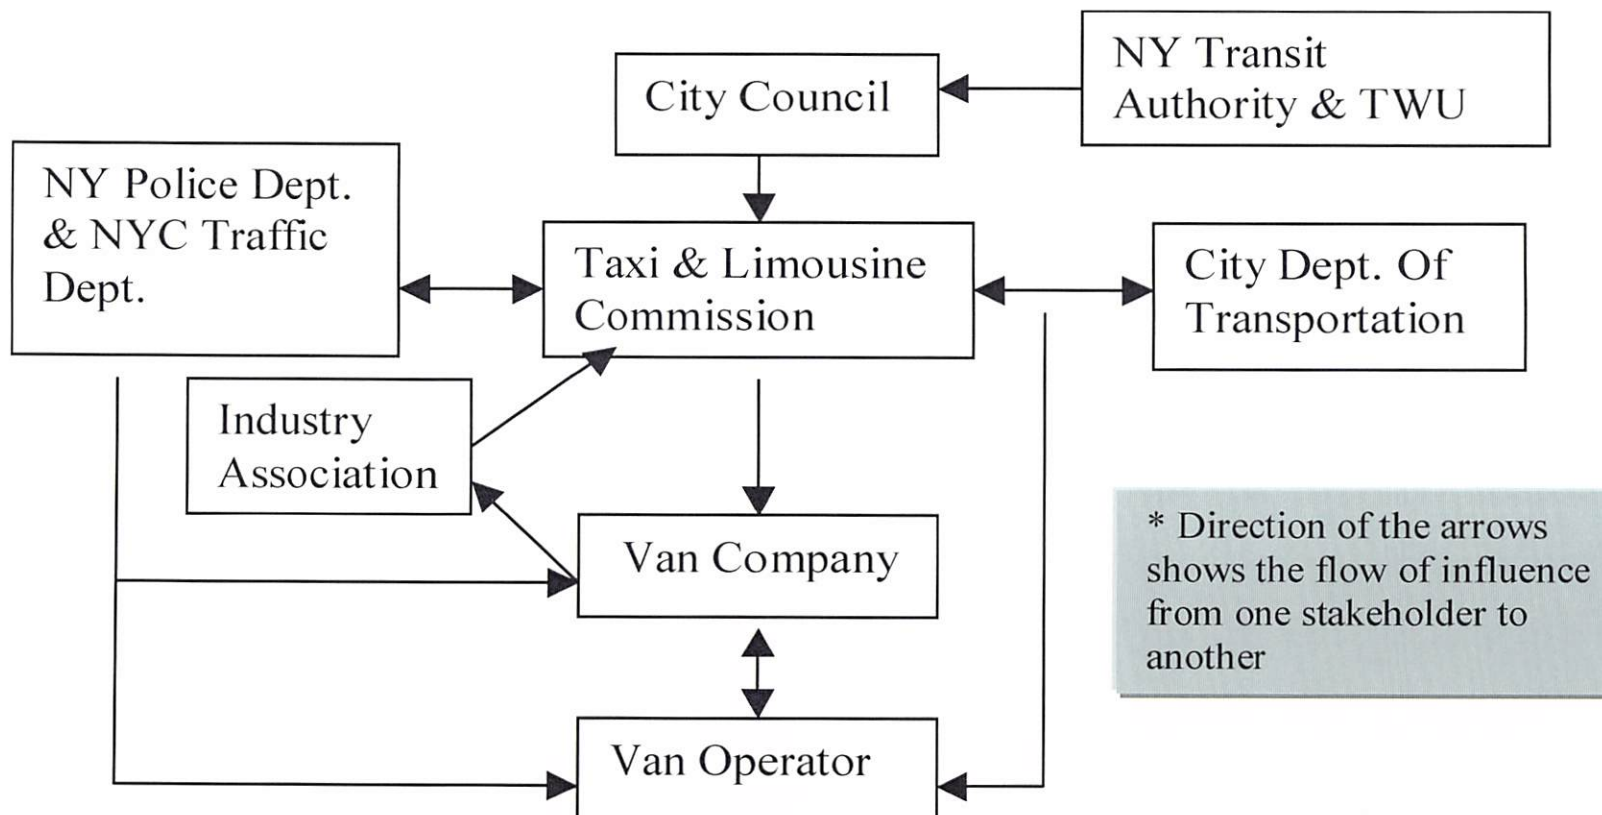 NY Transit
Authority & TWU
City Council
NY Police Dept.
& NYC Traffic
Dept.
Taxi & Limousine
Commission
City Dept. Of
Transportation
Industry
Association
Van Company
* Direction of the arrows
shows the flow of influence
from one stakeholder to
another
Van Operator